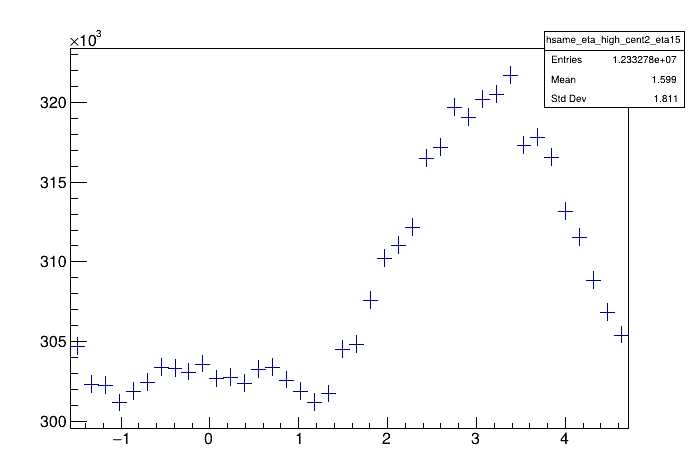 ×10³
hsame_eta_high_cent2_eta15
Entries 1.233278e+07
Mean 1.599
Std Dev 1.811
320
315
310
305
300
−1 0 1 2 3 4